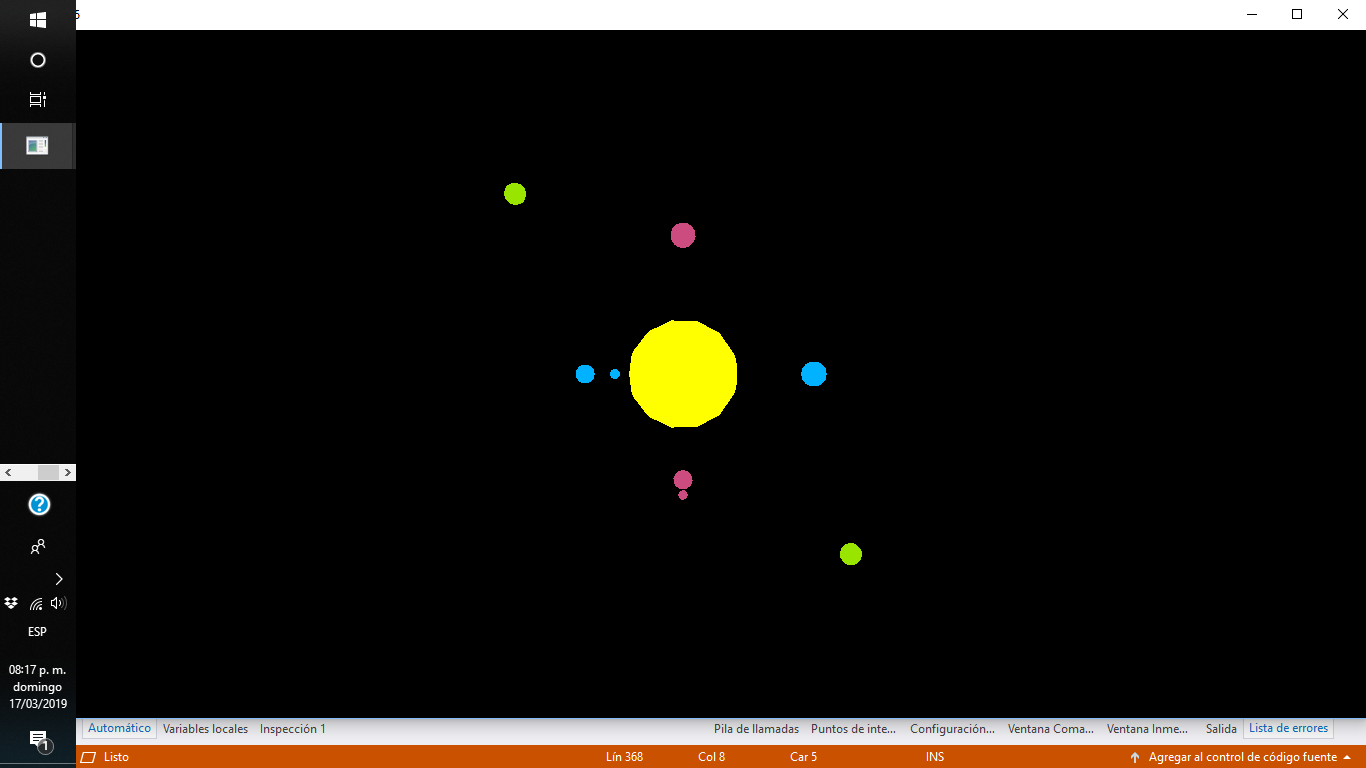 6
ESP
08:17 p. m.
domingo
17/03/2019
1
Automático Variables locales Inspección 1 Pila de llamadas Puntos de inte... Configuración... Ventana Coma... Ventana Inme... Salida Lista de errores
Listo Lín 368 Col 8 Car 5 INS Agregar al control de código fuente